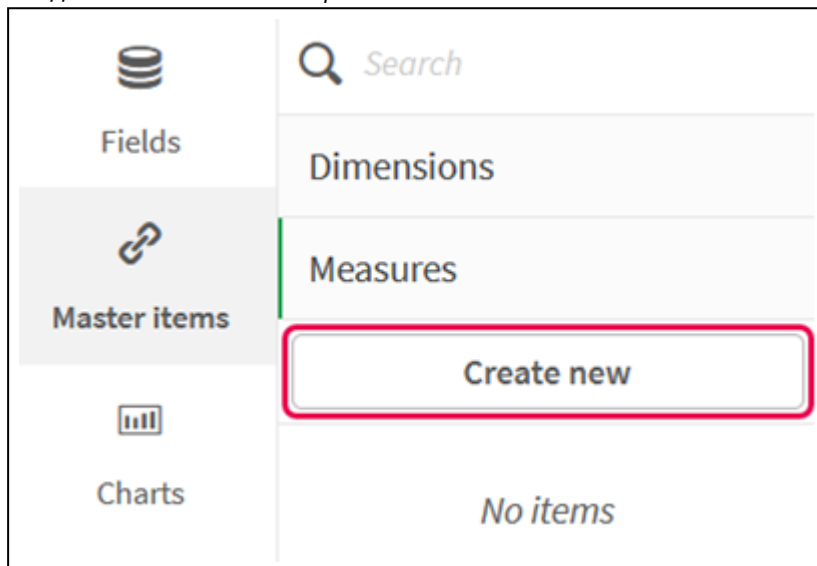 Search
Fields
Dimensions
Measures
Master items
Create new
Charts
No items